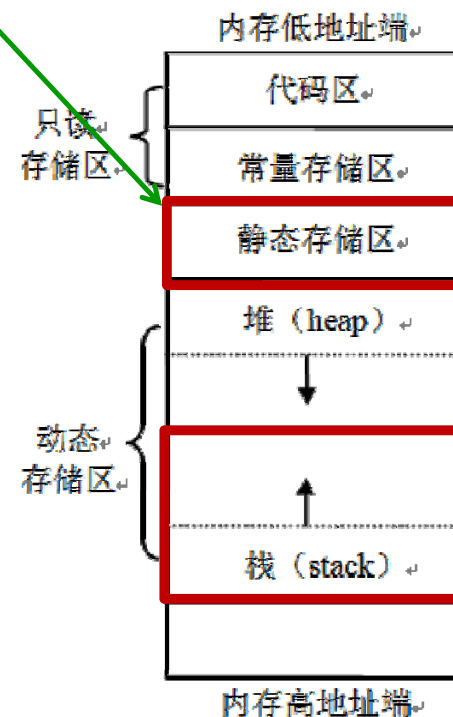 内存低地址端
代码区
只读
存储区
常量存储区
静态存储区
堆（heap）
动态
存储区
栈（stack）
内存高地址端